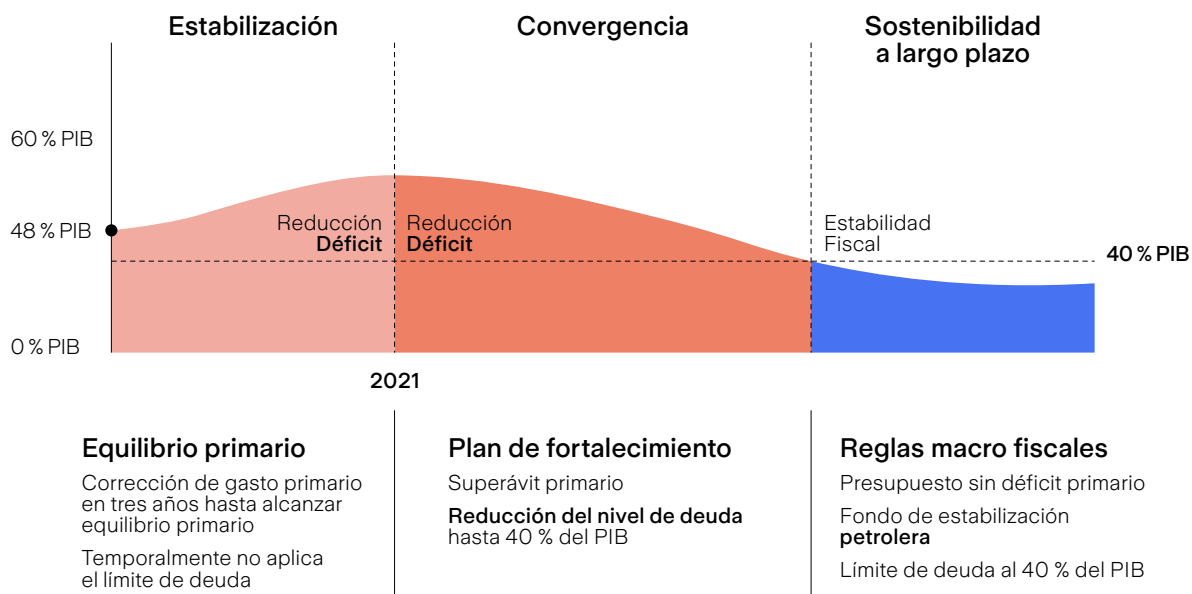 Estabilización
Convergencia
Sostenibilidad
a largo plazo
60 % PIB
48 % PIB
0 % PIB
Reducción
Déficit
Reducción
Déficit
Estabilidad
Fiscal
40 % PIB
2021
Equilibrio primario
Corrección de gasto primario
en tres años hasta alcanzar
equilibrio primario
Temporalmente no aplica
el límite de deuda
Plan de fortalecimiento
Superávit primario
Reducción del nivel de deuda
hasta 40 % del PIB
Reglas macro fiscales
Presupuesto sin déficit primario
Fondo de estabilización
petrolera
Límite de deuda al 40 % del PIB